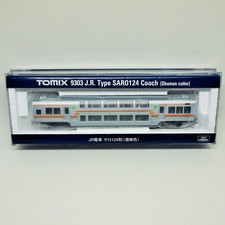 TOMIX 9303 J.R. Type SARO124 Coach (Shonan color)
JR電車 サロ124形(湘南色)